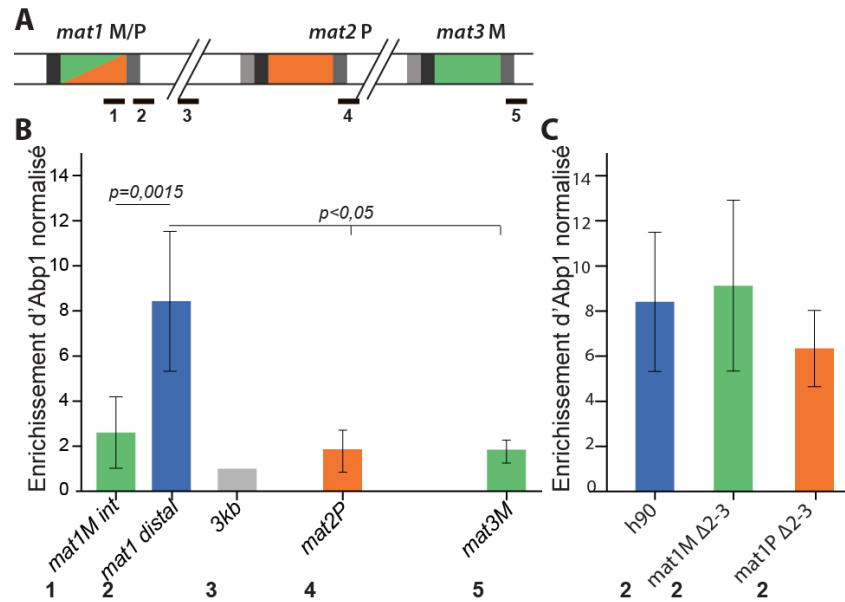 A
mat1 M/P mat2 P mat3 M
1 2 3 4 5
B
Enrichissement d'Abp1 normalisé
14
12
10
8
6
4
2
0
p=0,0015
p<0,05
mat1M int mat1 distal 3kb mat2P mat3M
1 2 3 4 5
C
Enrichissement d'Abp1 normalisé
14
12
10
8
6
4
2
0
h90 mat1M Δ2-3 mat1P Δ2-3
2 2 2